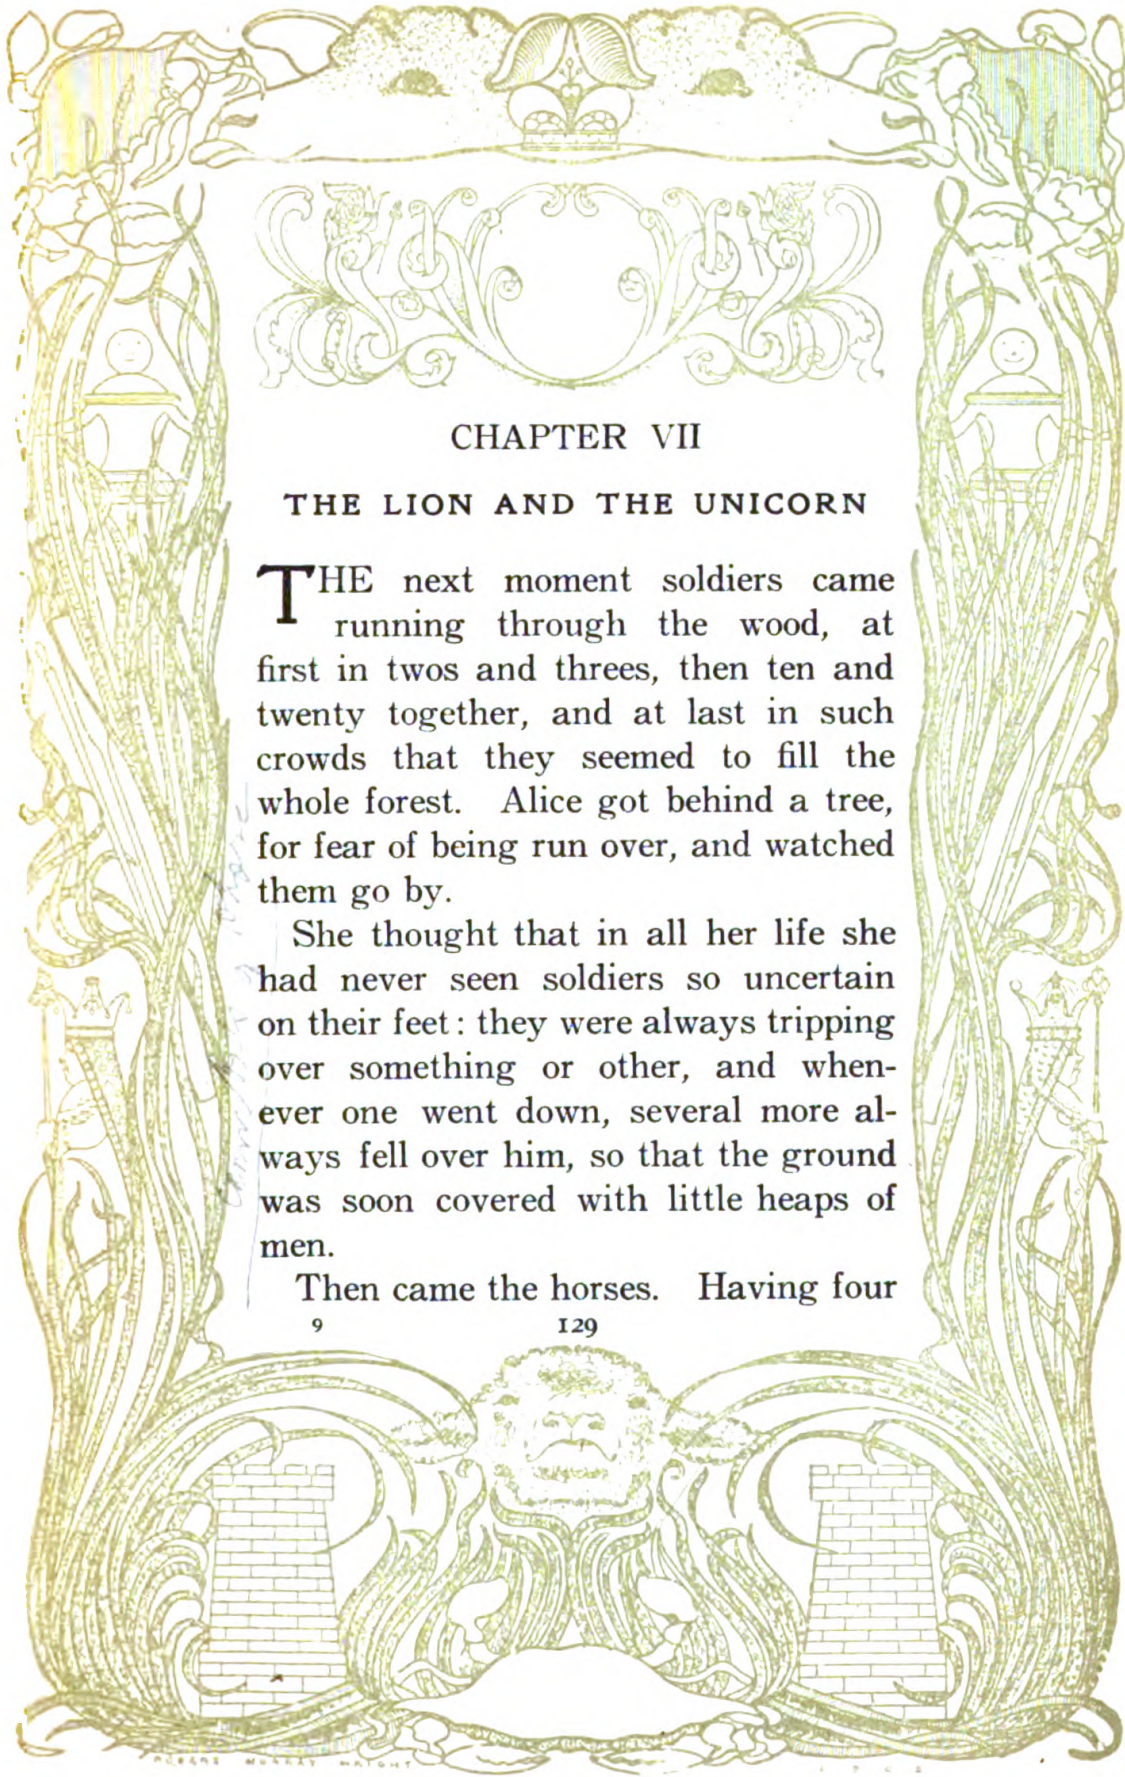 CHAPTER VII
THE LION AND THE UNICORN
THE next moment soldiers came
running through the wood, at
first in twos and threes, then ten and
twenty together, and at last in such
crowds that they seemed to fill the
whole forest. Alice got behind a tree,
for fear of being run over, and watched
them go by.
She thought that in all her life she
had never seen soldiers so uncertain
on their feet: they were always tripping
over something or other, and when-
ever one went down, several more al-
ways fell over him, so that the ground
was soon covered with little heaps of
men.
Then came the horses. Having four
9 129
MURRAY WRIGHT